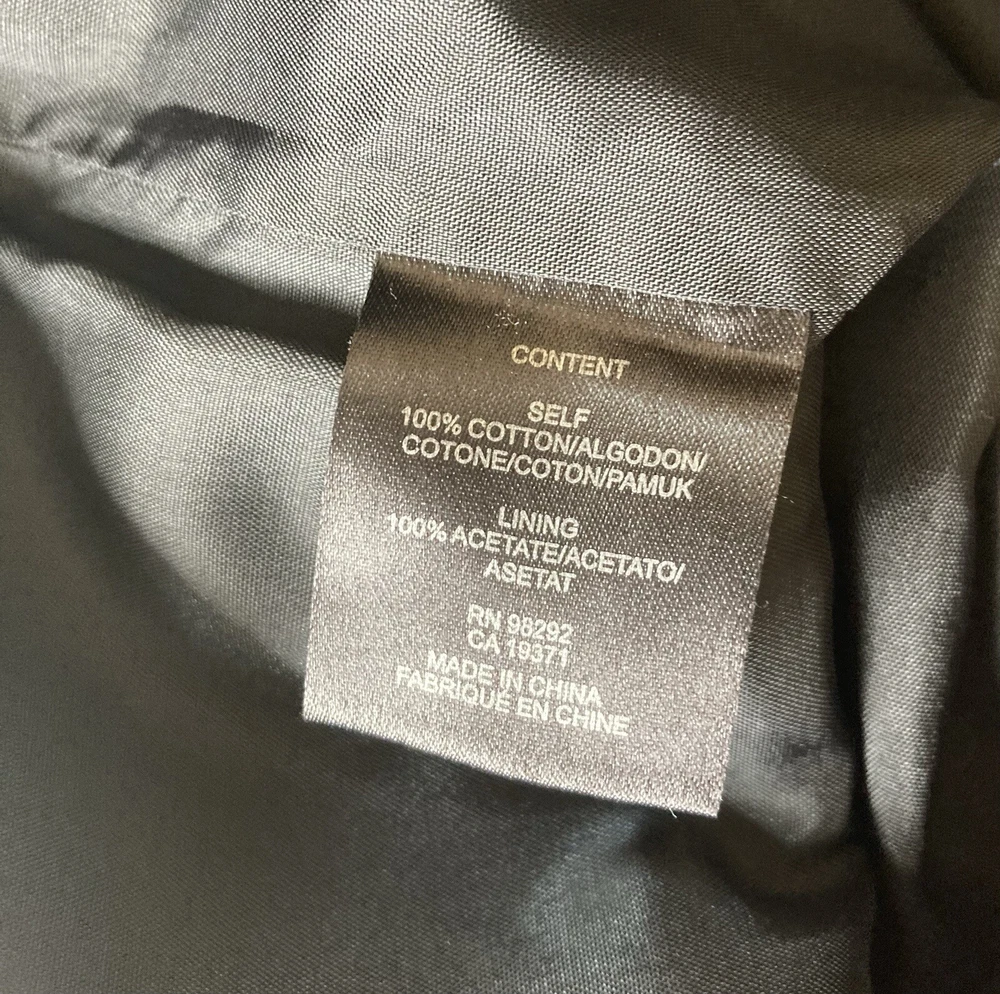 CONTENT
SELF
100% COTTON/ALGODON/
COTONE/COTON/PAMUK
LINING
100% ACETATE/ACETATO/
ASETAT
RN 98292
CA 19371
MADE IN CHINA
FABRIQUE EN CHINE